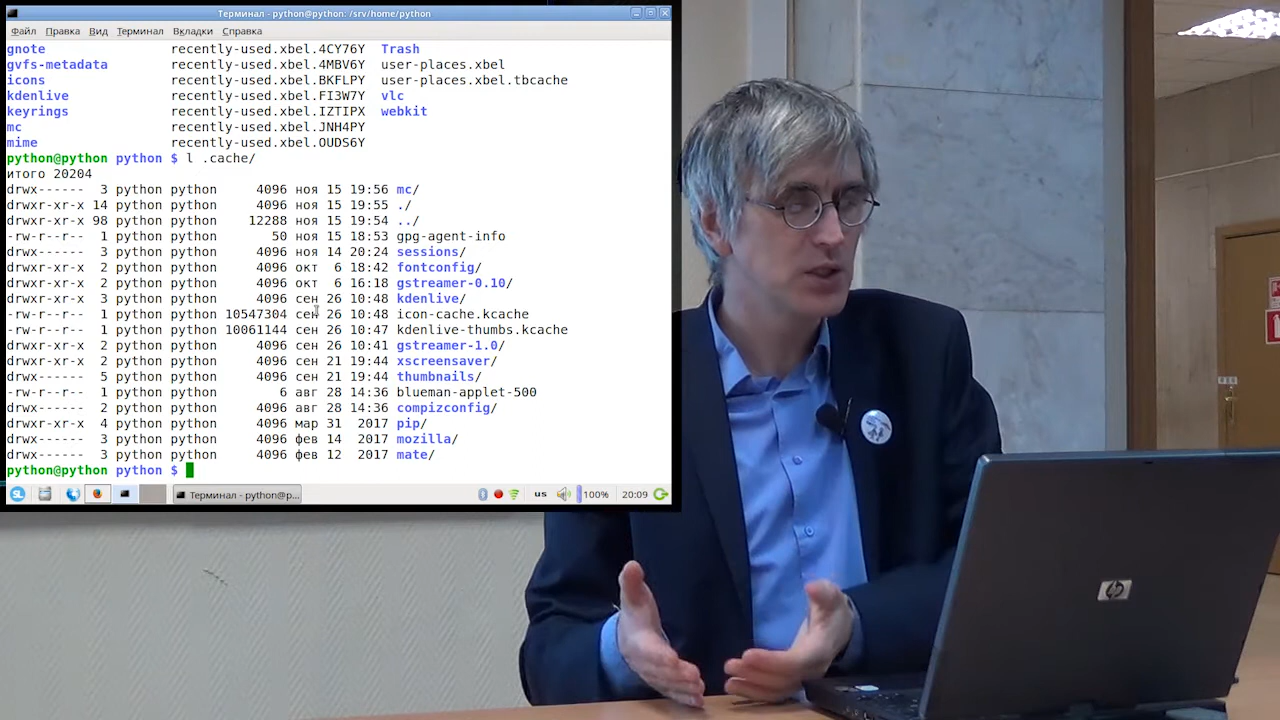 Терминал - python@python: /srv/home/python
Файл Правка Вид Терминал Вкладки Справка
gnote recently-used.xbel.4CY76Y Trash
gvfs-metadata recently-used.xbel.4MBV6Y user-places.xbel
icons recently-used.xbel.BKFLPY user-places.xbel.tbcache
kdenlive recently-used.xbel.FI3W7Y vlc
keyrings recently-used.xbel.IZTIPX webkit
mc recently-used.xbel.JNH4PY
mime recently-used.xbel.OUDS6Y
python@python python $ l .cache/
итого 20204
drwx------ 3 python python 4096 ноя 15 19:56 mc/
drwxr-xr-x 14 python python 4096 ноя 15 19:55 ./
drwxr-xr-x 98 python python 12288 ноя 15 19:54 ../
-rw-r--r-- 1 python python 50 ноя 15 18:53 gpg-agent-info
drwx------ 3 python python 4096 ноя 14 20:24 sessions/
drwxr-xr-x 2 python python 4096 окт 6 18:42 fontconfig/
drwxr-xr-x 2 python python 4096 окт 6 16:18 gstreamer-0.10/
drwxr-xr-x 3 python python 4096 сен 26 10:48 kdenlive/
-rw-r--r-- 1 python python 10547304 сен 26 10:48 icon-cache.kcache
-rw-r--r-- 1 python python 10061144 сен 26 10:47 kdenlive-thumbs.kcache
drwxr-xr-x 2 python python 4096 сен 26 10:41 gstreamer-1.0/
drwxr-xr-x 2 python python 4096 сен 21 19:44 xscreensaver/
drwx------ 5 python python 4096 сен 21 19:44 thumbnails/
-rw-r--r-- 1 python python 6 авг 28 14:36 blueman-applet-500
drwx------ 2 python python 4096 авг 28 14:36 compizconfig/
drwxr-xr-x 4 python python 4096 мар 31 2017 pip/
drwx------ 3 python python 4096 фев 14 2017 mozilla/
drwx------ 3 python python 4096 фев 12 2017 mate/
python@python python $
SL Терминал - python@p... us 100% 20:09
hp